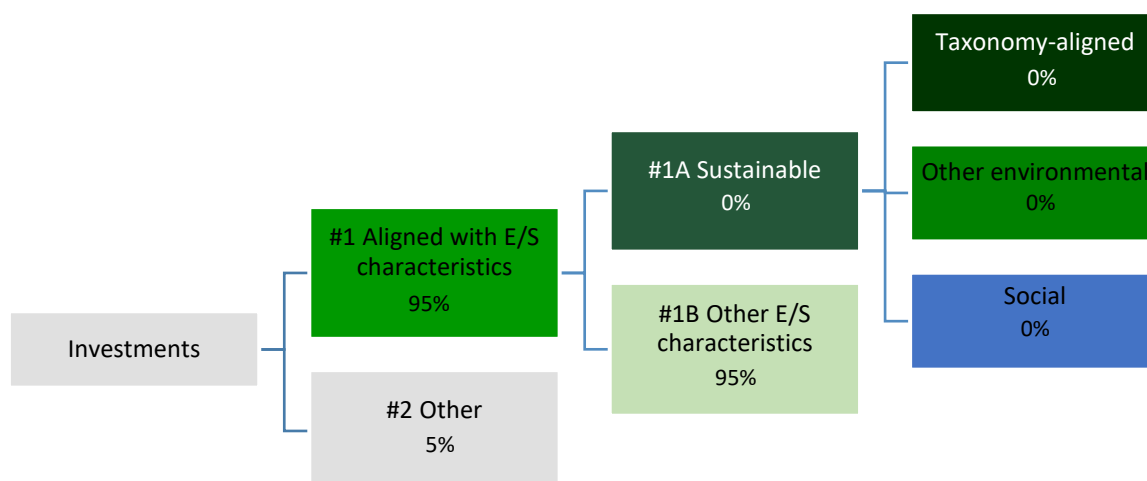 Investments
#1 Aligned with E/S
characteristics
95%
#2 Other
5%
#1A Sustainable
0%
#1B Other E/S
characteristics
95%
Taxonomy-aligned
0%
Other environmental
0%
Social
0%